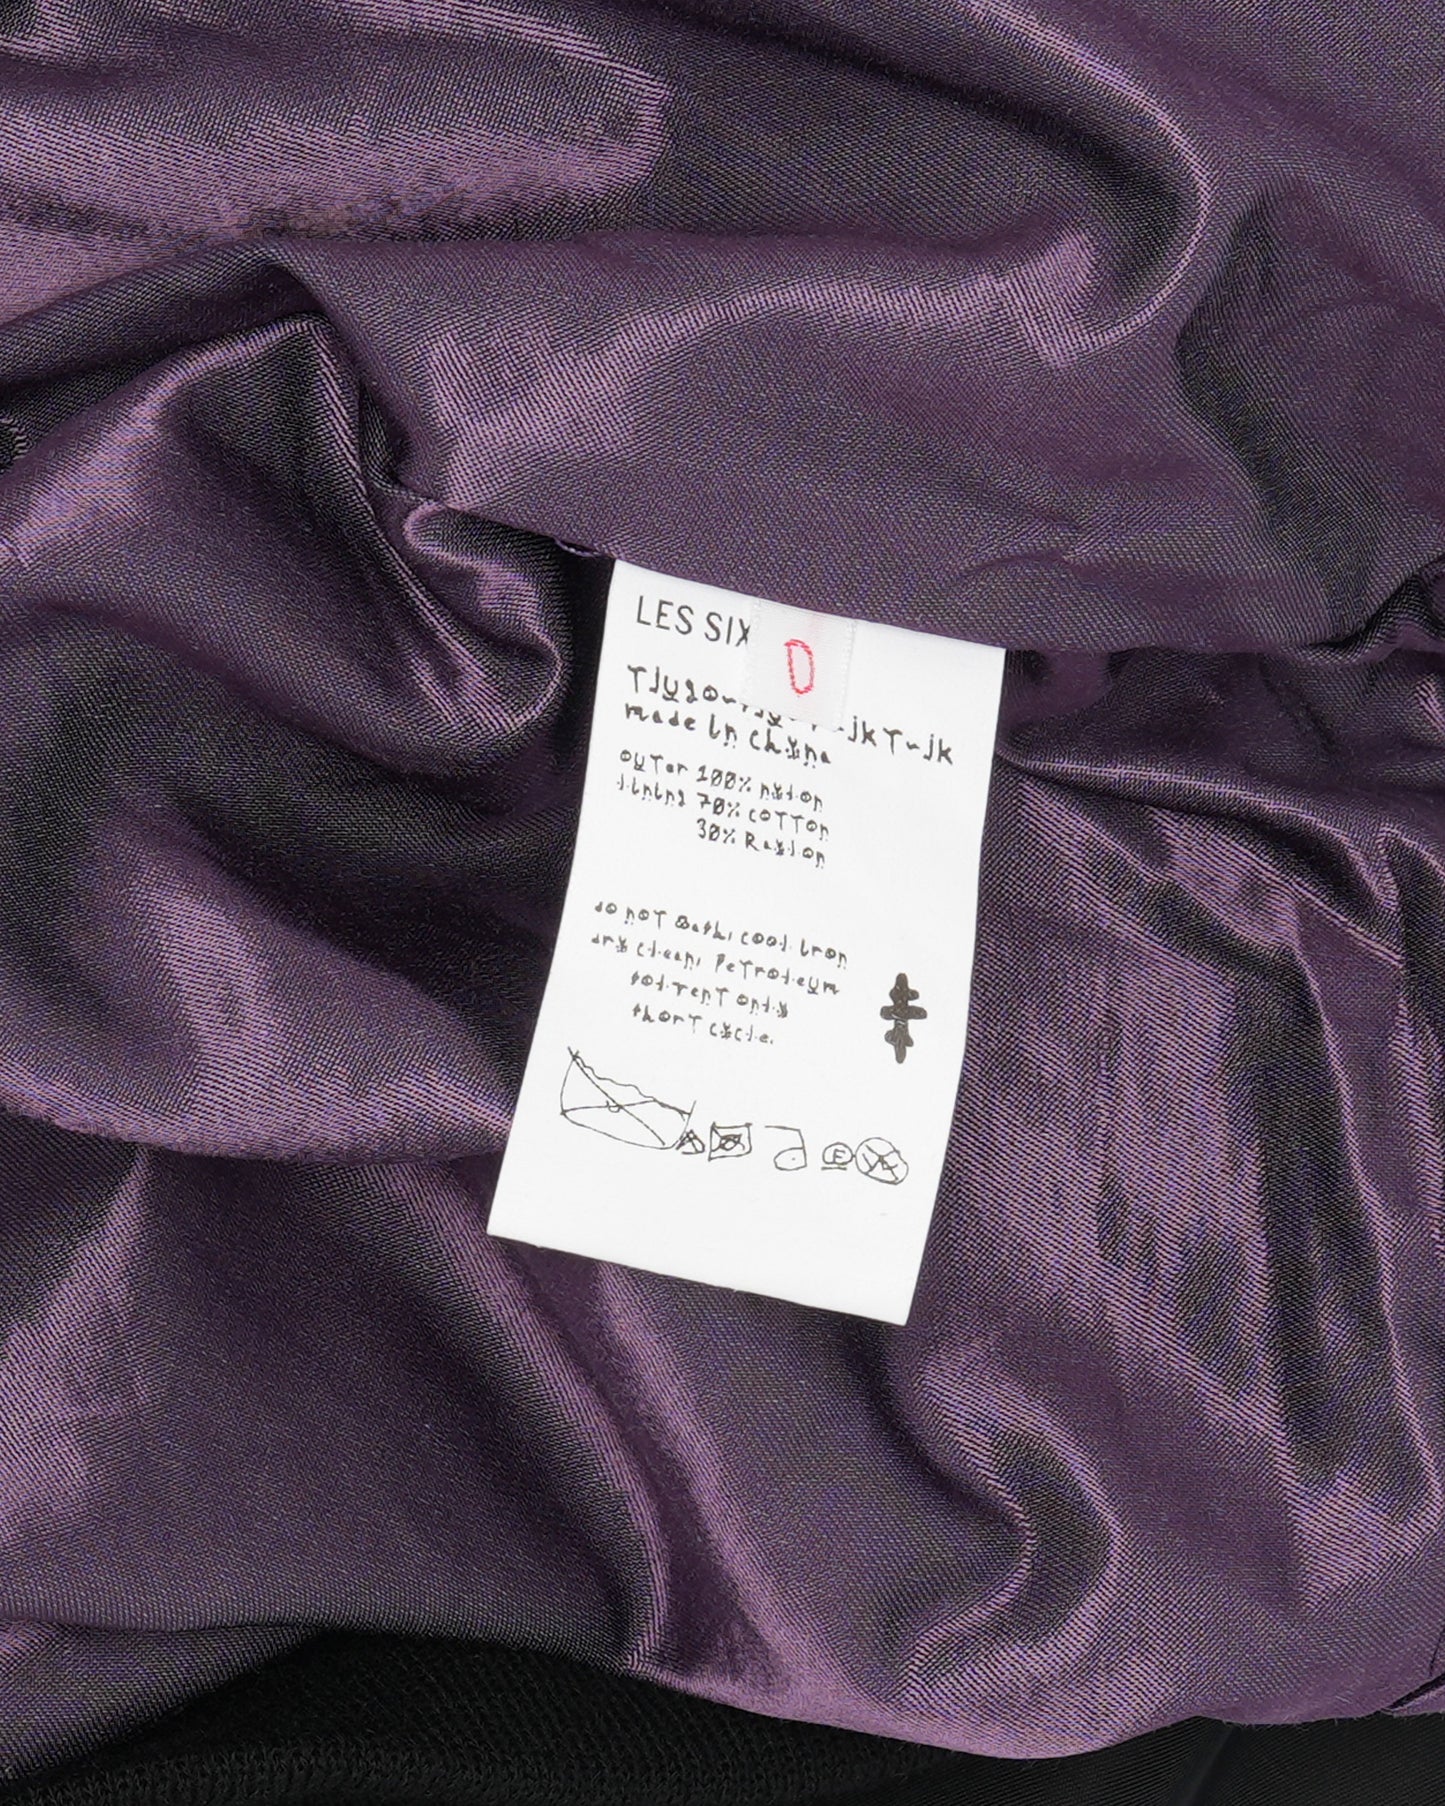 LES SIX
D
made in China
outer 100% nylon
lining 70% cotton
30% Rayon
do not wash, cool iron
dry clean, Petroleum
solvent only
short cycle.
E